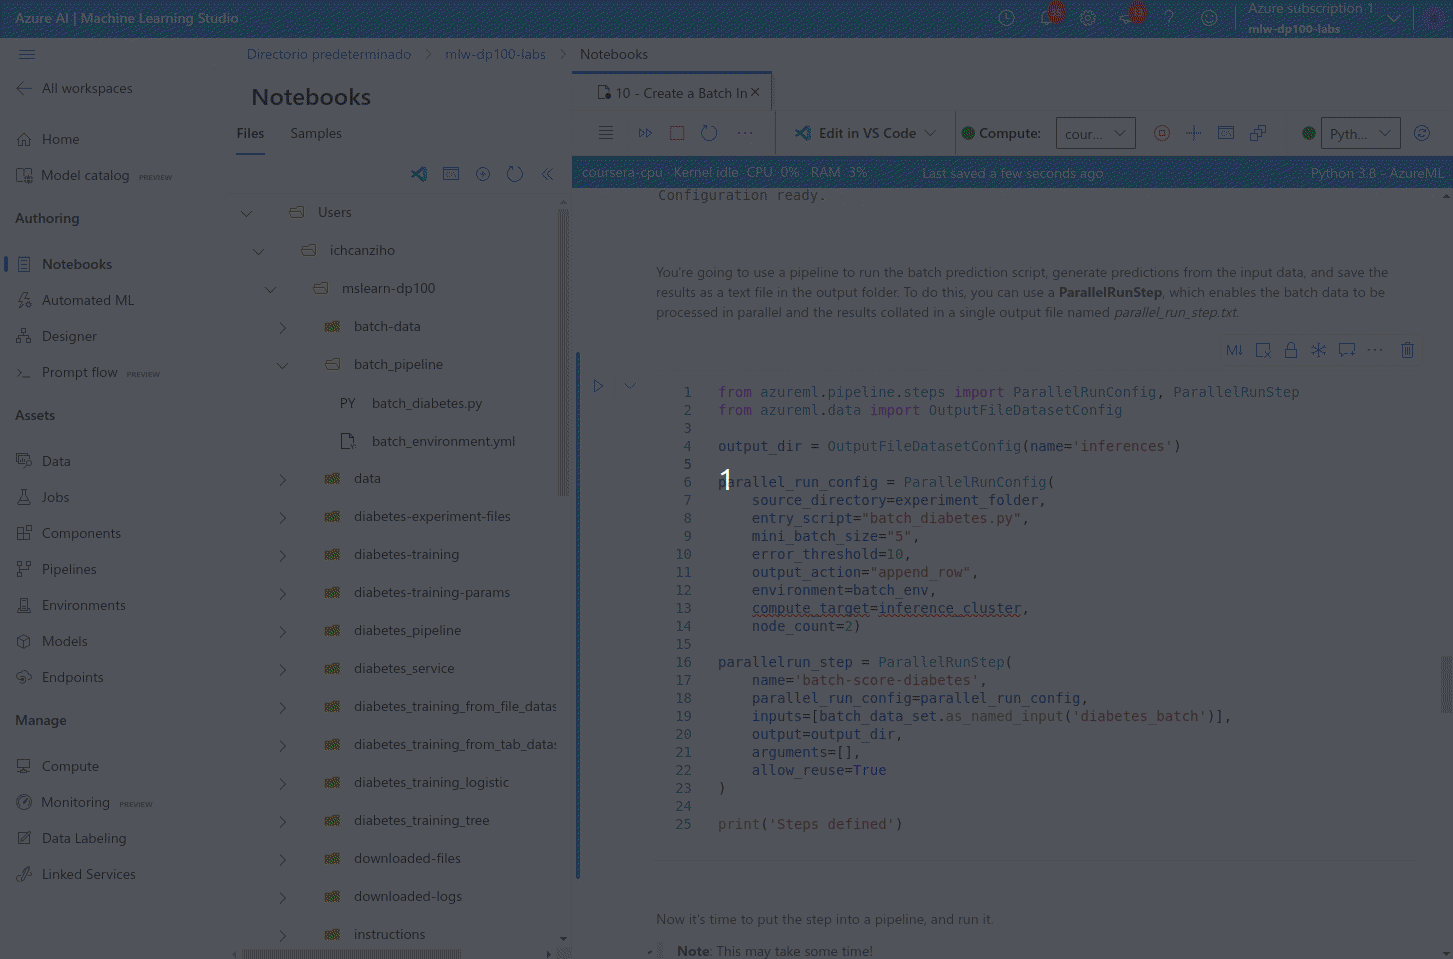 Azure AI | Machine Learning Studio
Azure subscription 1
mlw-dp100-labs
Directorio predeterminado > mlw-dp100-labs > Notebooks
All workspaces
Home
Model catalog PREVIEW
Authoring
Notebooks
Automated ML
Designer
Prompt flow PREVIEW
Assets
Data
Jobs
Components
Pipelines
Environments
Models
Endpoints
Manage
Compute
Monitoring PREVIEW
Data Labeling
Linked Services
Notebooks
Files
Samples
Users
ichcanziho
mslearn-dp100
batch-data
batch_pipeline
PY batch_diabetes.py
batch_environment.yml
data
diabetes-experiment-files
diabetes-training
diabetes-training-params
diabetes_pipeline
diabetes_service
diabetes_training_from_file_datas
diabetes_training_from_tab_datas
diabetes_training_logistic
diabetes_training_tree
downloaded-files
downloaded-logs
instructions
10 - Create a Batch In
Edit in VS Code
Compute:
cour...
Pyth...
coursera-cpu · Kernel idle CPU 0% RAM 3%
Last saved a few seconds ago
Python 3.8 - AzureML
Configuration ready.
You're going to use a pipeline to run the batch prediction script, generate predictions from the input data, and save the
results as a text file in the output folder. To do this, you can use a ParallelRunStep, which enables the batch data to be
processed in parallel and the results collated in a single output file named parallel_run_step.txt.
M↓
1 from azureml.pipeline.steps import ParallelRunConfig, ParallelRunStep
2 from azureml.data import OutputFileDatasetConfig
3
4 output_dir = OutputFileDatasetConfig(name='inferences')
5
1
6 parallel_run_config = ParallelRunConfig(
7 source_directory=experiment_folder,
8 entry_script="batch_diabetes.py",
9 mini_batch_size="5",
10 error_threshold=10,
11 output_action="append_row",
12 environment=batch_env,
13 compute_target=inference_cluster,
14 node_count=2)
15
16 parallelrun_step = ParallelRunStep(
17 name='batch-score-diabetes',
18 parallel_run_config=parallel_run_config,
19 inputs=[batch_data_set.as_named_input('diabetes_batch')],
20 output=output_dir,
21 arguments=[],
22 allow_reuse=True
23 )
24
25 print('Steps defined')
Now it's time to put the step into a pipeline, and run it.
Note: This may take some time!